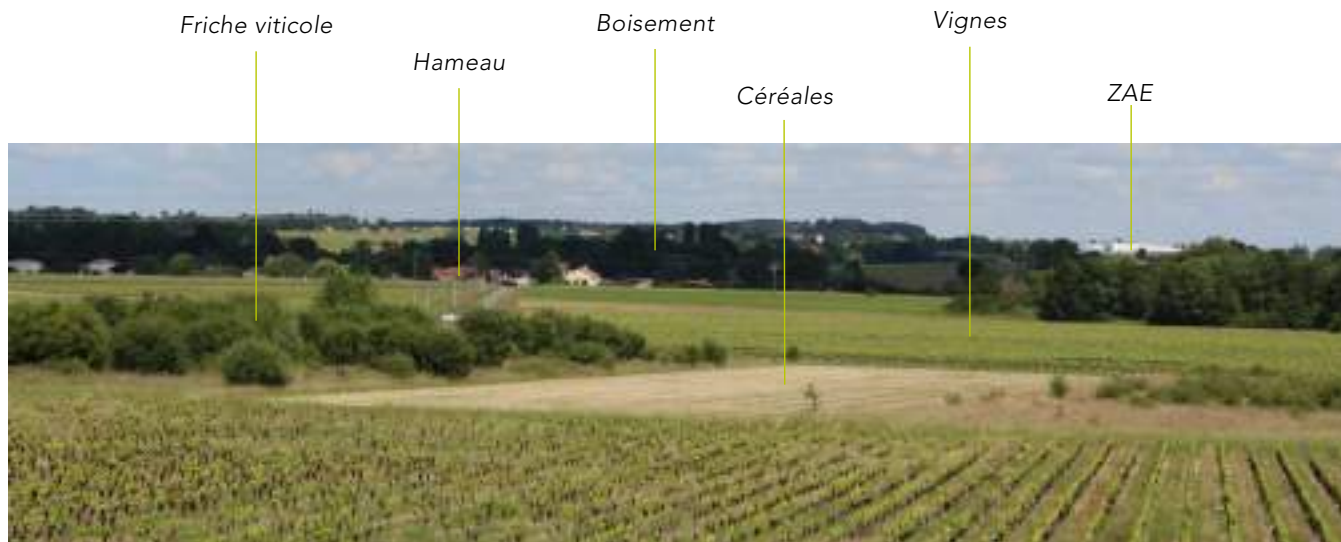 Friche viticole
Hameau
Boisement
Céréales
Vignes
ZAE